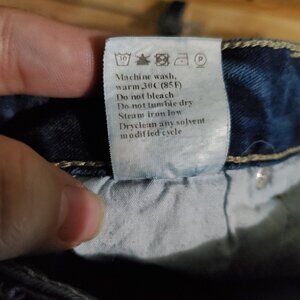 30 P
Machine wash,
warm ,30C (85F)
Do not bleach
Do not tumble dry
Steam iron low
Dryclean any solvent
modified cycle